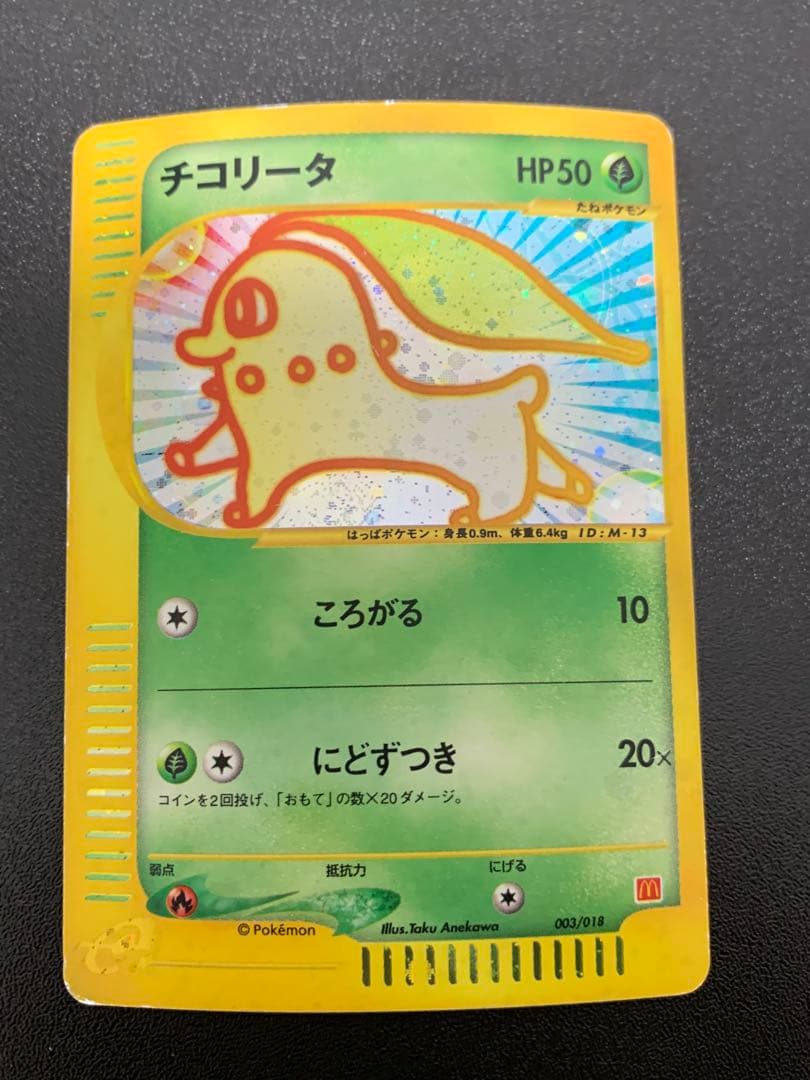 チコリータ HP50
たねポケモン
はっぱポケモン：身長0.9m、体重6.4kg ID：M-13
ころがる 10
にどずつき 20×
コインを2回投げ、「おもて」の数×20ダメージ。
弱点 抵抗力 にげる
©Pokémon Illus.Taku Anekawa 003/018